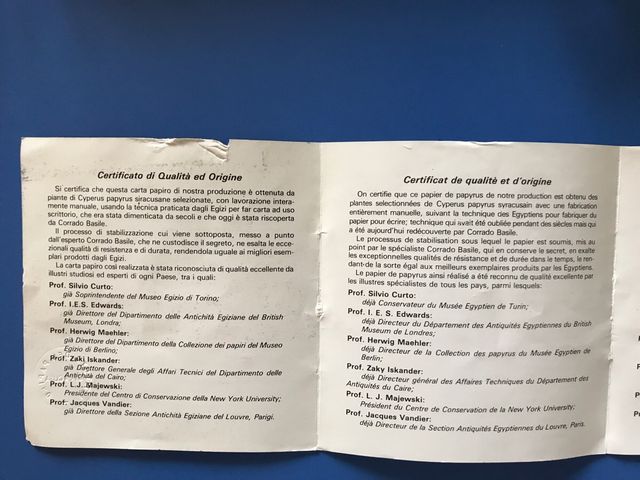 Certificato di Qualità ed Origine
Si certifica che questa carta papiro di nostra produzione è ottenuta da
piante di Cyperus papyrus siracusane selezionate, con lavorazione intera-
mente manuale, usando la tecnica praticata dagli Egizi per far carta ad uso
scrittorio, che era stata dimenticata da secoli e che oggi è stata riscoperta
da Corrado Basile.
Il processo di stabilizzazione cui viene sottoposta, messo a punto
dall'esperto Corrado Basile, che ne custodisce il segreto, ne esalta le ecce-
zionali qualità di resistenza e di durata, rendendola uguale ai migliori esem-
plari prodotti dagli Egizi.
La carta papiro così realizzata è stata riconosciuta di qualità eccellente da
illustri studiosi ed esperti di ogni Paese, tra i quali:
Prof. Silvio Curto:
già Soprintendente del Museo Egizio di Torino;
Prof. I.E.S. Edwards:
già Direttore del Dipartimento delle Antichità Egiziane del British
Museum, Londra;
Prof. Herwig Maehler:
già Direttore del Dipartimento della Collezione dei papiri del Museo
Egizio di Berlino;
Prof. Zaki Iskander:
già Direttore Generale degli Affari Tecnici del Dipartimento delle
Antichità del Cairo;
Prof. L.J. Majewski:
Presidente del Centro di Conservazione della New York University;
Prof. Jacques Vandier:
già Direttore della Sezione Antichità Egiziane del Louvre, Parigi.
Certificat de qualité et d'origine
On certifie que ce papier de papyrus de notre production est obtenu des
plantes selectionnées de Cyperus papyrus syracusain avec une fabrication
entièrement manuelle, suivant la technique des Egyptiens pour fabriquer du
papier pour écrire; technique qui avait été oubliée pendant des siècles mais qui
a été aujourd'hui redécouverte par Corrado Basile.
Le processus de stabilisation sous lequel le papier est soumis, mis au
point par le spécialiste Corrado Basile, qui en conserve le secret, en exalte
les exceptionnelles qualités de résistance et de durée dans le temps, le ren-
dant-de la sorte égal aux meilleurs exemplaires produits par les Égyptiens.
Le papier de papyrus ainsi réalisé a été reconnu de qualité excellente par
les illustres spécialistes de tous les pays, parmi lesquels:
Prof. Silvio Curto:
déjà Conservateur du Musée Egyptien de Turin;
Prof. I. E. S. Edwards:
déjà Directeur du Département des Antiquités Egyptiennes du British
Museum de Londres;
Prof. Herwig Maehler:
déjà Directeur de la Collection des papyrus du Musée Egyptien de
Berlin;
Prof. Zaky Iskander:
déjà Directeur général des Affaires Techniques du Département des
Antiquités du Caire;
Prof. L. J. Majewski:
Président du Centre de Conservation de la New York University;
Prof. Jacques Vandier:
déjà Directeur de la Section Antiquités Egyptiennes du Louvre, Paris.